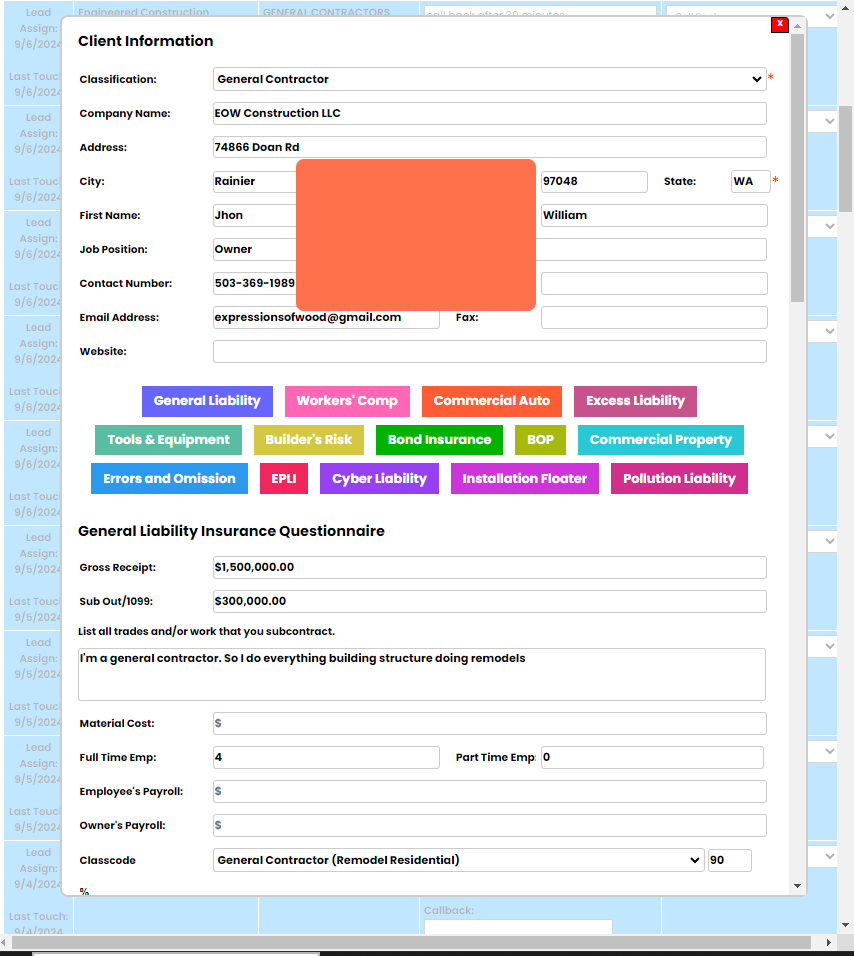 Lead Engineered Construction GENERAL CONTRACTORS call back after 30 minutes
Assign:
9/6/2024
x
Client Information
Classification: General Contractor *
Last Touch:
9/6/2024
Company Name: EOW Construction LLC
Lead
Assign:
9/6/2024
Address: 74866 Doan Rd
City: Rainier 97048 State: WA *
Last Touch:
9/6/2024
First Name: Jhon William
Lead
Assign:
9/6/2024
Job Position: Owner
Contact Number: 503-369-1989
Last Touch:
9/6/2024
Email Address: expressionsofwood@gmail.com Fax:
Lead
Assign:
9/6/2024
Website:
Last Touch:
9/6/2024
General Liability Workers' Comp Commercial Auto Excess Liability
Lead
Assign:
9/6/2024
Tools & Equipment Builder's Risk Bond Insurance BOP Commercial Property
Errors and Omission EPLI Cyber Liability Installation Floater Pollution Liability
Last Touch:
9/6/2024
General Liability Insurance Questionnaire
Lead
Assign:
9/5/2024
Gross Receipt: $1,500,000.00
Sub Out/1099: $300,000.00
Last Touch:
9/5/2024
List all trades and/or work that you subcontract.
Lead
Assign:
9/5/2024
I'm a general contractor. So I do everything building structure doing remodels
Last Touch:
9/5/2024
Material Cost: $
Lead
Assign:
9/5/2024
Full Time Emp: 4 Part Time Emp: 0
Employee's Payroll: $
Last Touch:
9/5/2024
Owner's Payroll: $
Lead
Assign:
9/4/2024
Classcode General Contractor (Remodel Residential) 90
%
Last Touch:
9/4/2024
Callback: